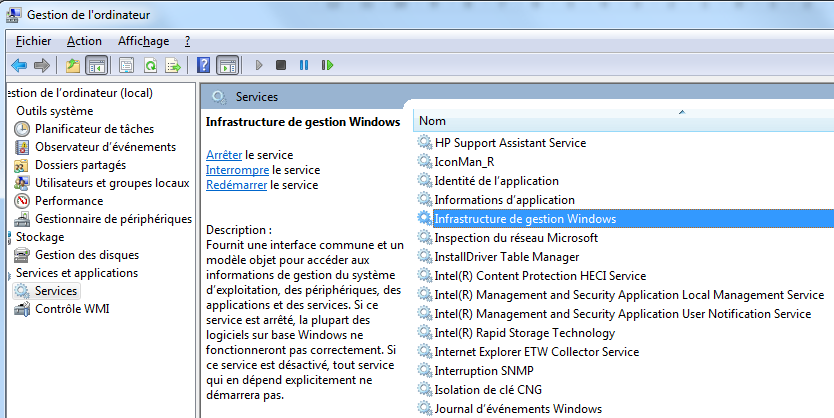 Gestion de l'ordinateur
Fichier Action Affichage ?
estion de l'ordinateur (local)
Outils système
Planificateur de tâches
Observateur d'événements
Dossiers partagés
Utilisateurs et groupes locaux
Performance
Gestionnaire de périphériques
Stockage
Gestion des disques
Services et applications
Services
Contrôle WMI
Services
Infrastructure de gestion Windows
Arrêter le service
Interrompre le service
Redémarrer le service
Description :
Fournit une interface commune et un
modèle objet pour accéder aux
informations de gestion du système
d'exploitation, des périphériques, des
applications et des services. Si ce
service est arrêté, la plupart des
logiciels sur base Windows ne
fonctionneront pas correctement. Si
ce service est désactivé, tout service
qui en dépend explicitement ne
démarrera pas.
Nom
HP Support Assistant Service
IconMan_R
Identité de l'application
Informations d'application
Infrastructure de gestion Windows
Inspection du réseau Microsoft
InstallDriver Table Manager
Intel(R) Content Protection HECI Service
Intel(R) Management and Security Application Local Management Service
Intel(R) Management and Security Application User Notification Service
Intel(R) Rapid Storage Technology
Internet Explorer ETW Collector Service
Interruption SNMP
Isolation de clé CNG
Journal d'événements Windows